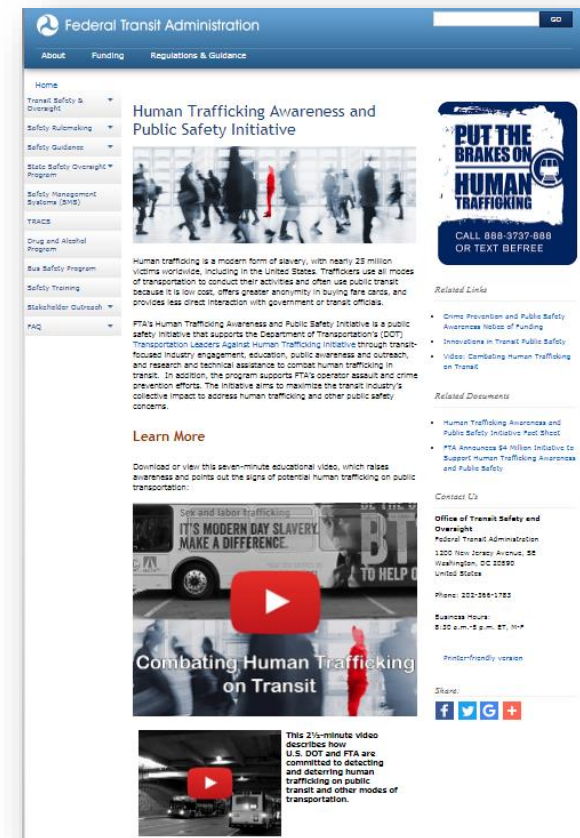 Federal Transit Administration
GO
About Funding Regulations & Guidance
Home
Transit Safety &
Oversight
Safety Rulemaking
Safety Guidance
State Safety Oversight
Program
Safety Management
Systems (SMS)
TRACS
Drug and Alcohol
Program
Bus Safety Program
Safety Training
Stakeholder Outreach
FAQ
Human Trafficking Awareness and
Public Safety Initiative
Human trafficking is a modern form of slavery, with nearly 25 million
victims worldwide, including in the United States. Traffickers use all modes
of transportation to conduct their activities and often use public transit
because it is low cost, offers greater anonymity in buying fare cards, and
provides less direct interaction with government or transit officials.
FTA's Human Trafficking Awareness and Public Safety Initiative is a public
safety initiative that supports the Department of Transportation's (DOT)
Transportation Leaders Against Human Trafficking Initiative through transit-
focused industry engagement, education, public awareness and outreach,
and research and technical assistance to combat human trafficking in
transit. In addition, the program supports FTA's operator assault and crime
prevention efforts. The initiative aims to maximize the transit industry's
collective impact to address human trafficking and other public safety
concerns.
Learn More
Download or view this seven-minute educational video, which raises
awareness and points out the signs of potential human trafficking on public
transportation:
Sex and labor trafficking
IT'S MODERN DAY SLAVERY.
MAKE A DIFFERENCE.
BE THE
BT
TO HELP
Combating Human Trafficking
on Transit
This 2½-minute video
describes how
U.S. DOT and FTA are
committed to detecting
and deterring human
trafficking on public
transit and other modes of
transportation.
PUT THE
BRAKES ON
HUMAN
TRAFFICKING
CALL 888-3737-888
OR TEXT BEFREE
Related Links
Crime Prevention and Public Safety
Awareness Notice of Funding
Innovations in Transit Public Safety
Video: Combating Human Trafficking
on Transit
Related Documents
Human Trafficking Awareness and
Public Safety Initiative Fact Sheet
FTA Announces $4 Million Initiative to
Support Human Trafficking Awareness
and Public Safety
Contact Us
Office of Transit Safety and
Oversight
Federal Transit Administration
1200 New Jersey Avenue, SE
Washington, DC 20590
United States
Phone: 202-366-1783
Business Hours:
8:30 a.m.-5 p.m. ET, M-F
Printer-friendly version
Share: